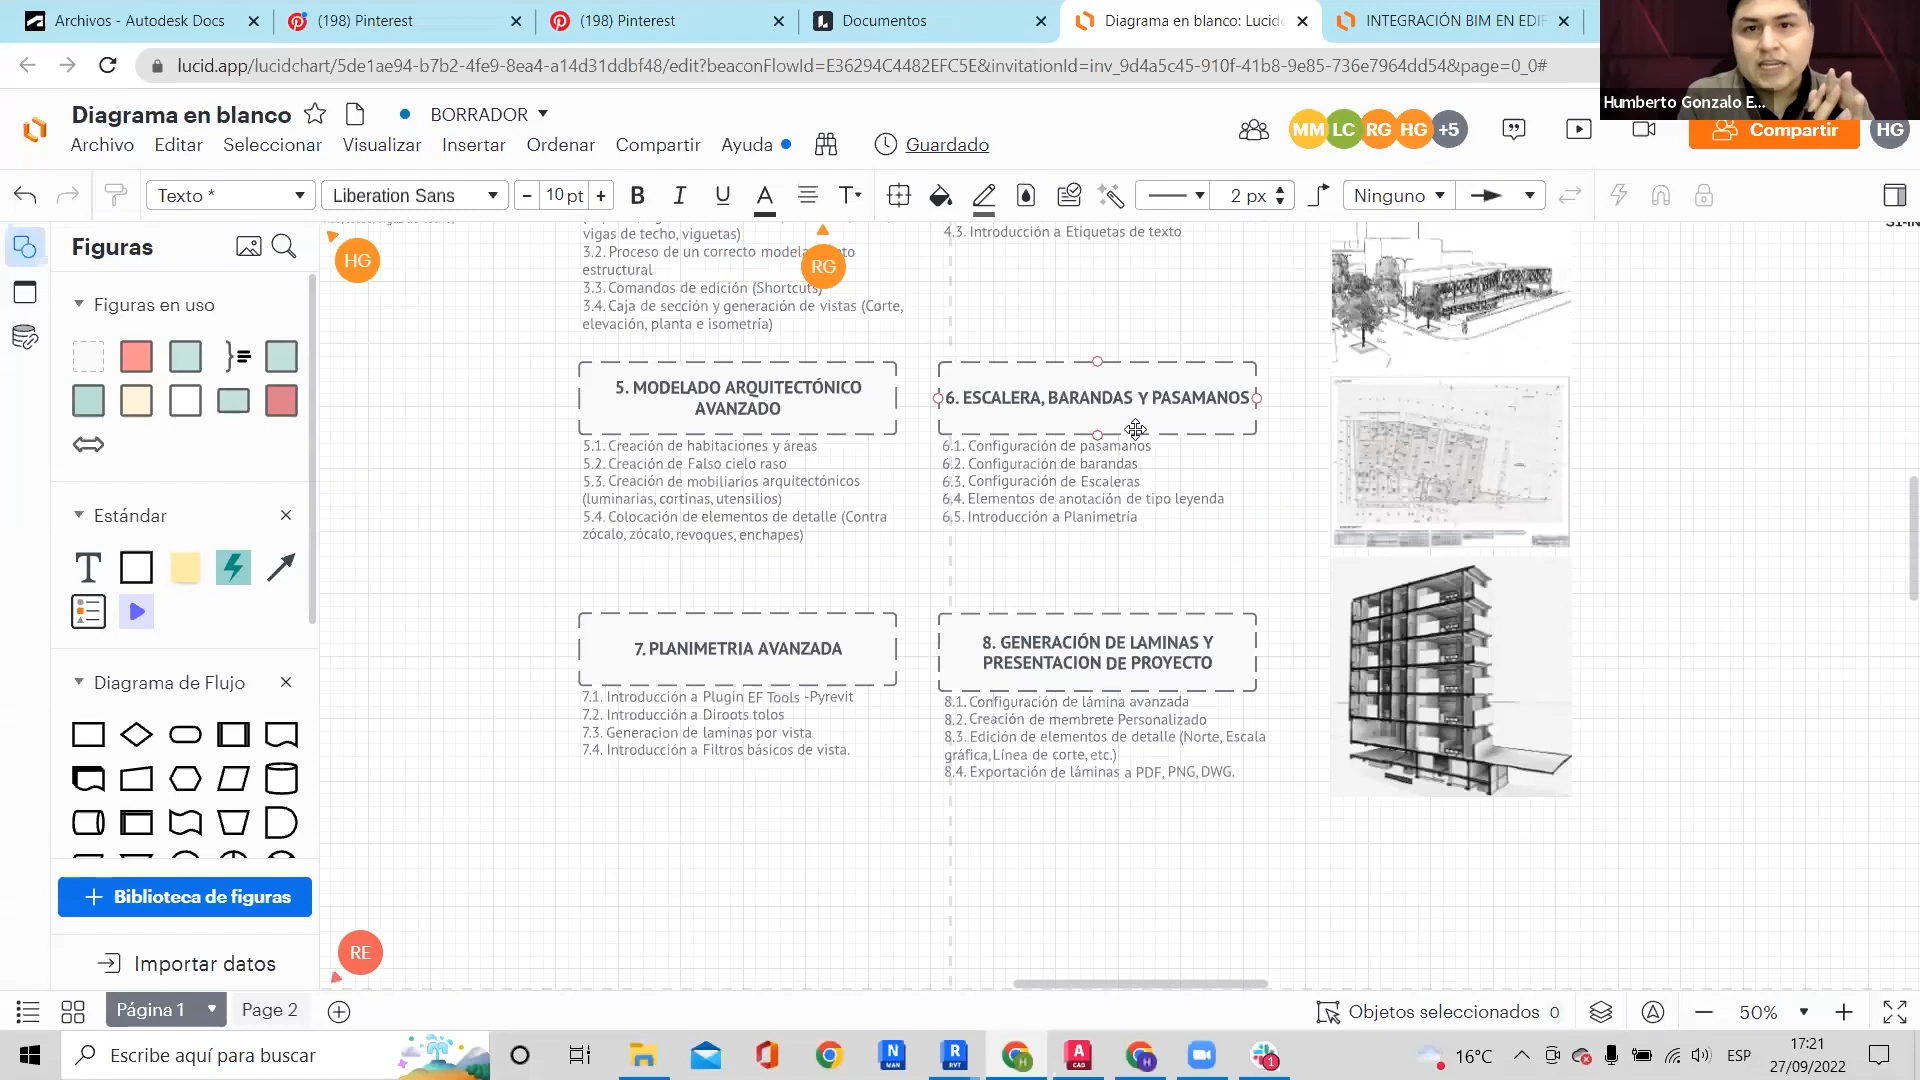 Archivos - Autodesk Docs
(198) Pinterest
(198) Pinterest
Documentos
Diagrama en blanco: Lucid
INTEGRACIÓN BIM EN EDIF
lucid.app/lucidchart/5de1ae94-b7b2-4fe9-8ea4-a14d31ddbf48/edit?beaconFlowId=E36294C4482EFC5E&invitationId=inv_9d4a5c45-910f-41b8-9e85-736e7964dd54&page=0_0#
Humberto Gonzalo E...
Diagrama en blanco
BORRADOR
MM LC RG HG +5
Compartir
HG
Archivo Editar Seleccionar Visualizar Insertar Ordenar Compartir Ayuda
Guardado
Texto *
Liberation Sans
− 10 pt +
B I U A
2 px
Ninguno
Figuras
Figuras en uso
Estándar
Diagrama de Flujo
+ Biblioteca de figuras
Importar datos
HG
RG
RE
vigas de techo, viguetas)
3.2. Proceso de un correcto
estructural
3.3. Comandos de edición (Shortcuts)
3.4. Caja de sección y generación de vistas (Corte,
elevación, planta e isometría)
4.3. Introducción a Etiquetas de texto
5. MODELADO ARQUITECTÓNICO
AVANZADO
5.1. Creación de habitaciones y áreas
5.2. Creación de Falso cielo raso
5.3. Creación de mobiliarios arquitectónicos
(luminarias, cortinas, utensilios)
5.4. Colocación de elementos de detalle (Contra
zócalo, zócalo, revoques, enchapes)
6. ESCALERA, BARANDAS Y PASAMANOS
6.1. Configuración de pasamanos
6.2. Configuración de barandas
6.3. Configuración de Escaleras
6.4. Elementos de anotación de tipo leyenda
6.5. Introducción a Planimetría
7. PLANIMETRIA AVANZADA
7.1. Introducción a Plugin EF Tools -Pyrevit
7.2. Introducción a Diroots tolos
7.3. Generacion de laminas por vista
7.4. Introducción a Filtros básicos de vista.
8. GENERACIÓN DE LAMINAS Y
PRESENTACION DE PROYECTO
8.1. Configuración de lámina avanzada
8.2. Creación de membrete Personalizado
8.3. Edición de elementos de detalle (Norte, Escala
gráfica, Línea de corte, etc.)
8.4. Exportación de láminas a PDF, PNG, DWG.
Página 1
Page 2
Objetos seleccionados 0
50%
Escribe aquí para buscar
16°C
ESP
17:21
27/09/2022